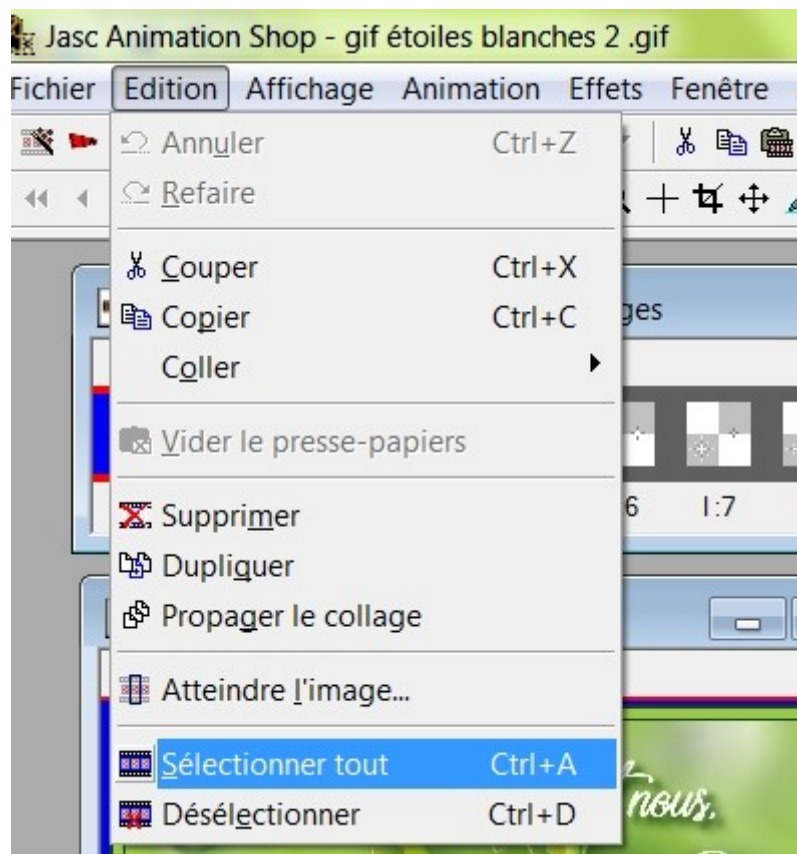 Jasc Animation Shop - gif étoiles blanches 2 .gif
Fichier Edition Affichage Animation Effets Fenêtre
Annuler Ctrl+Z
Refaire
Couper Ctrl+X
Copier Ctrl+C
Coller
Vider le presse-papiers
Supprimer
Dupliquer
Propager le collage
Atteindre l'image...
Sélectionner tout Ctrl+A
Désélectionner Ctrl+D
ges
6 I:7
nous.